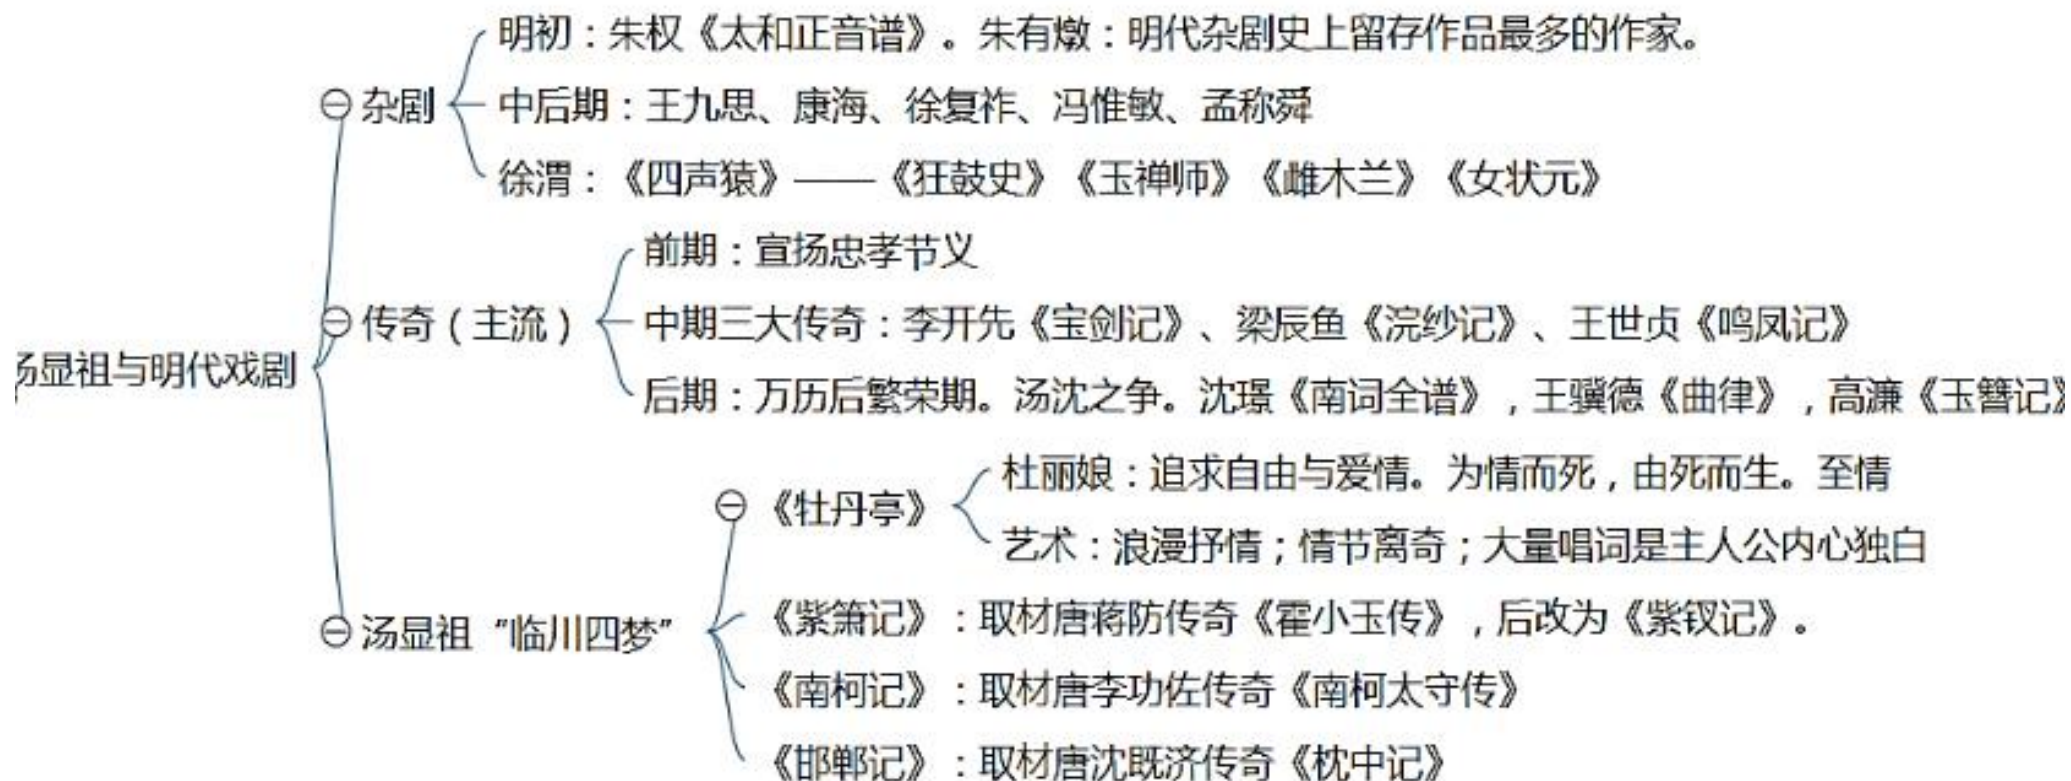 明初：朱权《太和正音谱》。朱有燉：明代杂剧史上留存作品最多的作家。
杂剧
中后期：王九思、康海、徐复祚、冯惟敏、孟称舜
徐渭：《四声猿》——《狂鼓史》《玉禅师》《雌木兰》《女状元》
前期：宣扬忠孝节义
传奇（主流）
中期三大传奇：李开先《宝剑记》、梁辰鱼《浣纱记》、王世贞《鸣凤记》
汤显祖与明代戏剧
后期：万历后繁荣期。汤沈之争。沈璟《南词全谱》，王骥德《曲律》，高濂《玉簪记》
杜丽娘：追求自由与爱情。为情而死，由死而生。至情
《牡丹亭》
艺术：浪漫抒情；情节离奇；大量唱词是主人公内心独白
汤显祖“临川四梦”
《紫箫记》：取材唐蒋防传奇《霍小玉传》，后改为《紫钗记》。
《南柯记》：取材唐李功佐传奇《南柯太守传》
《邯郸记》：取材唐沈既济传奇《枕中记》